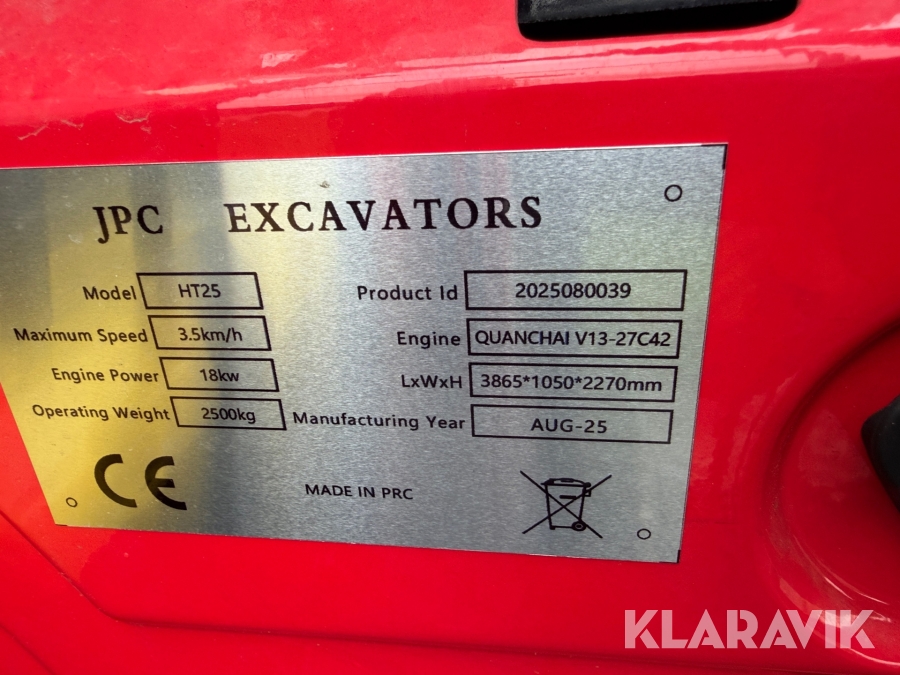 JPC EXCAVATORS
Model HT25 Product Id 2025080039
Maximum Speed 3.5km/h Engine QUANCHAI V13-27C42
Engine Power 18kw LxWxH 3865*1050*2270mm
Operating Weight 2500kg Manufacturing Year AUG-25
CE MADE IN PRC
KLARAVIK